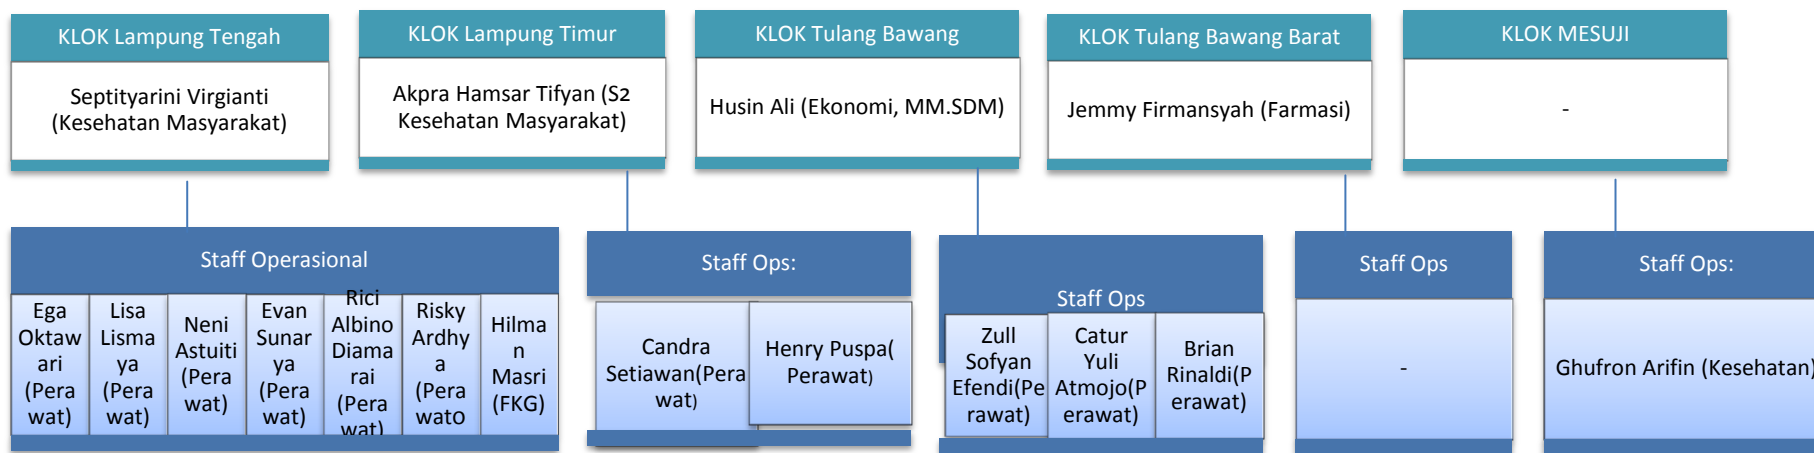 KLOK Lampung Tengah
Septityarini Virgianti
(Kesehatan Masyarakat)
KLOK Lampung Timur
Akpra Hamsar Tifyan (S2
Kesehatan Masyarakat)
KLOK Tulang Bawang
Husin Ali (Ekonomi, MM.SDM)
KLOK Tulang Bawang Barat
Jemmy Firmansyah (Farmasi)
KLOK MESUJI
-
Staff Operasional
Ega
Oktaw
ari
(Pera
wat)
Lisa
Lisma
ya
(Pera
wat)
Neni
Astuiti
(Pera
wat)
Evan
Sunar
ya
(Pera
wat)
Rici
Albino
Diama
rai
(Pera
wat)
Risky
Ardhy
a
(Pera
wat0
Hilma
n
Masri
(FKG)
Staff Ops:
Candra
Setiawan(Pera
wat)
Henry Puspa(
Perawat)
Staff Ops
Zull
Sofyan
Efendi(Pe
rawat)
Catur
Yuli
Atmojo(P
erawat)
Brian
Rinaldi(P
erawat)
Staff Ops
-
Staff Ops:
Ghufron Arifin (Kesehatan)